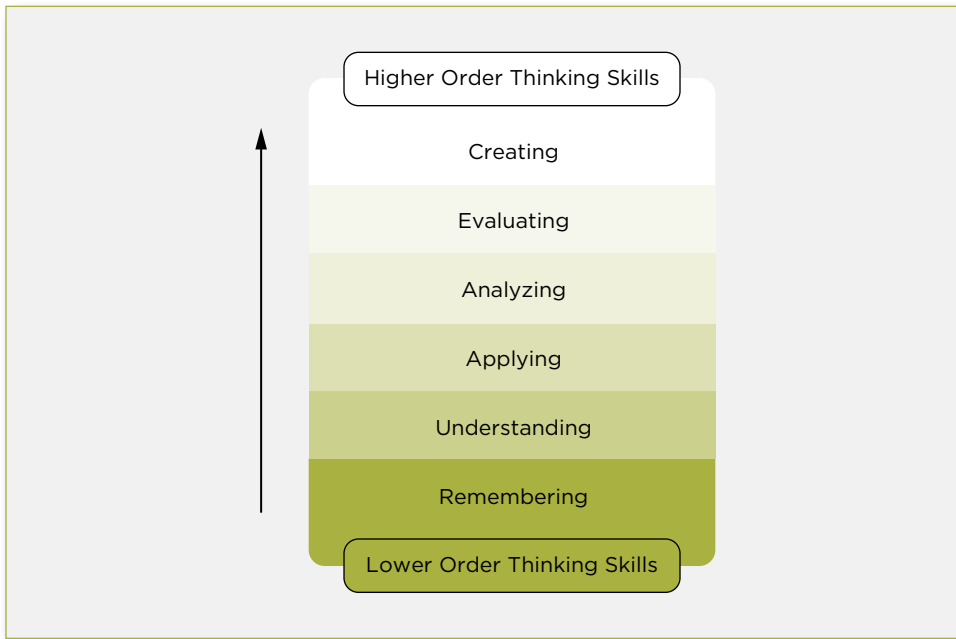 Higher Order Thinking Skills
Creating
Evaluating
Analyzing
Applying
Understanding
Remembering
Lower Order Thinking Skills